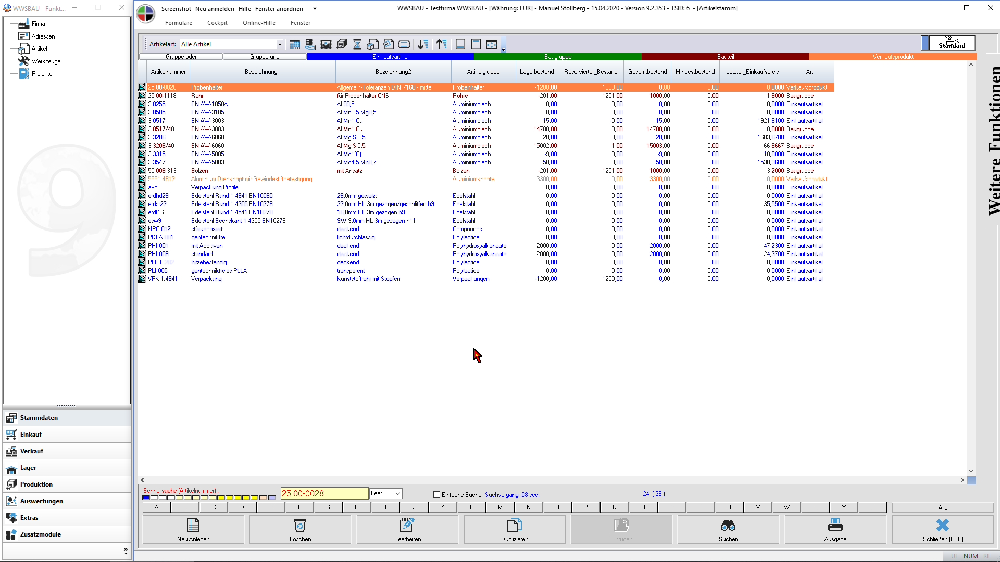 WWSBAU - Funkt...
Firma
Adressen
Artikel
Werkzeuge
Projekte
9
Stammdaten
Einkauf
Verkauf
Lager
Produktion
Auswertungen
Extras
Zusatzmodule
Screenshot Neu anmelden Hilfe Fenster anordnen
WWSBAU - Testfirma WWSBAU - [Währung: EUR] - Manuel Stollberg - 15.04.2020 - Version 9.2.353 - TSID: 6 - [Artikelstamm]
Formulare Cockpit Online-Hilfe Fenster
Artikelart: Alle Artikel
Standard
Gruppe oder Gruppe und Einkaufsartikel Baugruppe Bauteil Verkaufsprodukt
Artikelnummer Bezeichnung1 Bezeichnung2 Artikelgruppe Lagerbestand Reservierter_Bestand Gesamtbestand Mindestbestand Letzter_Einkaufspreis Art
25.00-0028 Probenhalter Allgemein-Toleranzen DIN 7168 - mittel Probenhalter -1200,00 1200,00 0,00 0,00 0,0000 Verkaufsprodukt
25.00-1118 Rohr für Probenhalter CNS Rohre -201,00 1201,00 1000,00 0,00 1,8000 Baugruppe
3.0255 EN AW-1050A Al 99,5 Aluminiumblech 0,00 0,00 0,00 0,00 0,0000 Einkaufsartikel
3.0505 EN AW-3105 Al Mn0,5 Mg0,5 Aluminiumblech 0,00 0,00 0,00 0,00 0,0000 Einkaufsartikel
3.0517 EN AW-3003 Al Mn1 Cu Aluminiumblech 15,00 -0,00 15,00 0,00 1921,6100 Einkaufsartikel
3.0517/40 EN AW-3003 Al Mn1 Cu Aluminiumblech 14700,00 0,00 14700,00 0,00 0,0000 Baugruppe
3.3206 EN AW-6060 Al Mg Si0,5 Aluminiumblech 20,00 0,00 20,00 0,00 1603,6700 Einkaufsartikel
3.3206/40 EN AW-6060 Al Mg Si0,5 Aluminiumblech 15002,00 1,00 15003,00 0,00 66,6667 Baugruppe
3.3315 EN AW-5005 Al Mg1(C) Aluminiumblech -9,00 0,00 -9,00 0,00 10,0000 Einkaufsartikel
3.3547 EN AW-5083 Al Mg4,5 Mn0,7 Aluminiumblech 50,00 0,00 50,00 0,00 1538,3600 Einkaufsartikel
50 008 313 Bolzen mit Ansatz Bolzen -201,00 1201,00 1000,00 0,00 3,2000 Baugruppe
5551.4612 Aluminium Drehknopf mit Gewindestiftbefestigung Aluminiumknöpfe 3300,00 0,00 3300,00 0,00 0,0000 Verkaufsprodukt
avp Verpackung Profile 0,00 0,00 0,00 0,00 0,0000 Einkaufsartikel
erdhd28 Edelstahl Rund 1.4841 EN10060 28,0mm gewalzt Edelstahl 0,00 0,00 0,00 0,00 0,0000 Einkaufsartikel
erdsr22 Edelstahl Rund 1.4305 EN10278 22,0mm HL 3m gezogen/geschliffen h9 Edelstahl 0,00 0,00 0,00 0,00 35,5500 Einkaufsartikel
erdt16 Edelstahl Rund 1.4541 EN10278 16,0mm HL 3m gezogen h9 Edelstahl 0,00 0,00 0,00 0,00 0,0000 Einkaufsartikel
esw9 Edelstahl Sechskant 1.4305 EN10278 SW 9,0mm HL 3m gezogen h11 Edelstahl 0,00 0,00 0,00 0,00 0,0000 Einkaufsartikel
NPC.012 stärkebasiert deckend Compounds 0,00 0,00 0,00 0,00 0,0000 Einkaufsartikel
PDLA.001 gentechnikfrei lichtdurchlässig Polylactide 0,00 0,00 0,00 0,00 0,0000 Einkaufsartikel
PHI.001 mit Additiven deckend Polyhydroxyalkanoate 2000,00 0,00 2000,00 0,00 47,2300 Einkaufsartikel
PHI.008 standard deckend Polyhydroxyalkanoate 2000,00 0,00 2000,00 0,00 24,3700 Einkaufsartikel
PLHT.202 hitzebeständig deckend Polylactide 0,00 0,00 0,00 0,00 0,0000 Einkaufsartikel
PLI.005 gentechnikfreies PLLA transparent Polylactide 0,00 0,00 0,00 0,00 0,0000 Einkaufsartikel
VPK 1.4841 Verpackung Kunststoffrohr mit Stopfen Verpackungen -1200,00 1200,00 0,00 0,00 0,0000 Einkaufsartikel
Weitere Funktionen
Schnellsuche (Artikelnummer) : 25.00-0028 Leer Einfache Suche Suchvorgang ,08 sec. 24 ( 39 )
A B C D E F G H I J K L M N O P Q R S T U V W X Y Z Alle
Neu Anlegen Löschen Bearbeiten Duplizieren Einfügen Suchen Ausgabe Schließen (ESC)
UF NUM RF